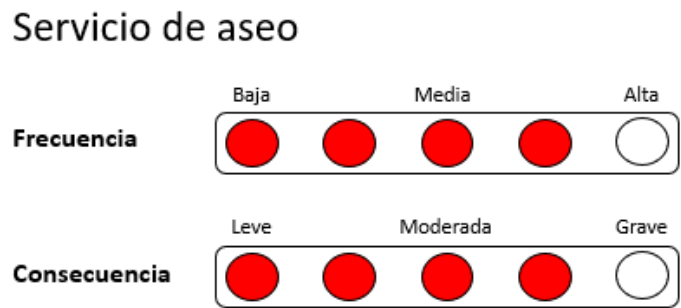 Servicio de aseo
Baja Media Alta
Frecuencia
Leve Moderada Grave
Consecuencia